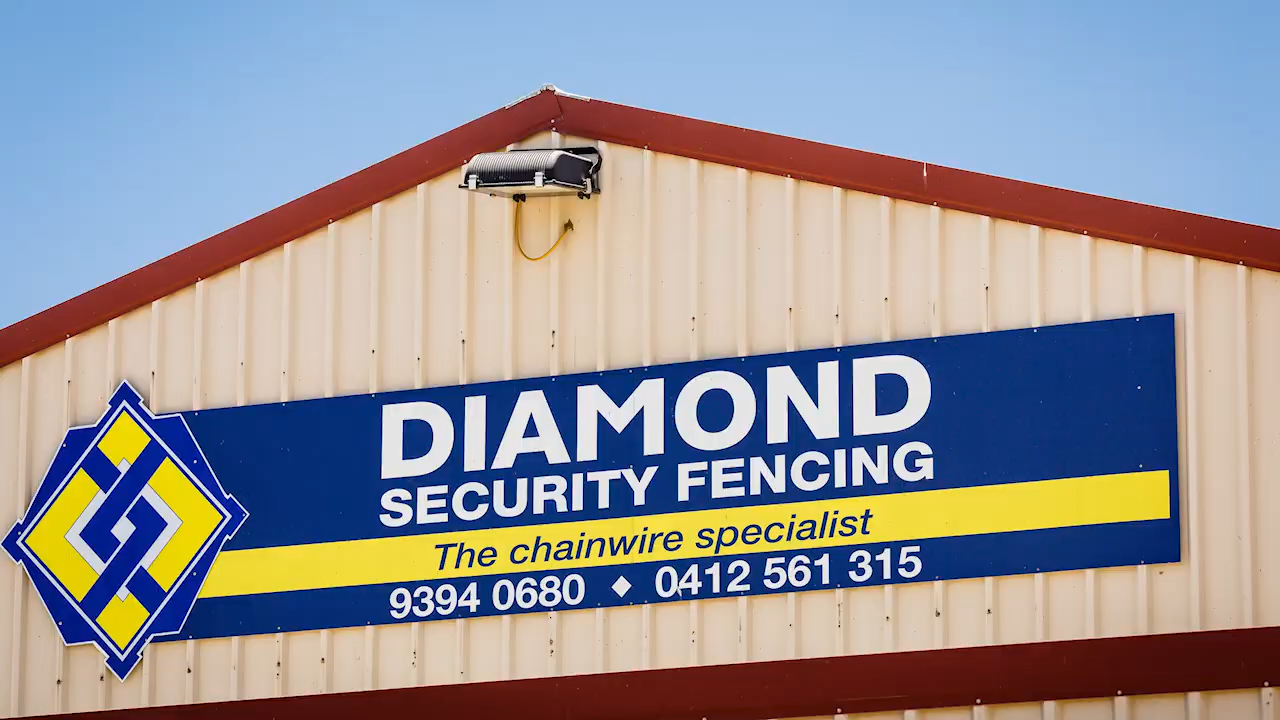 DIAMOND
SECURITY FENCING
The chainwire specialist
9394 0680 ◆ 0412 561 315